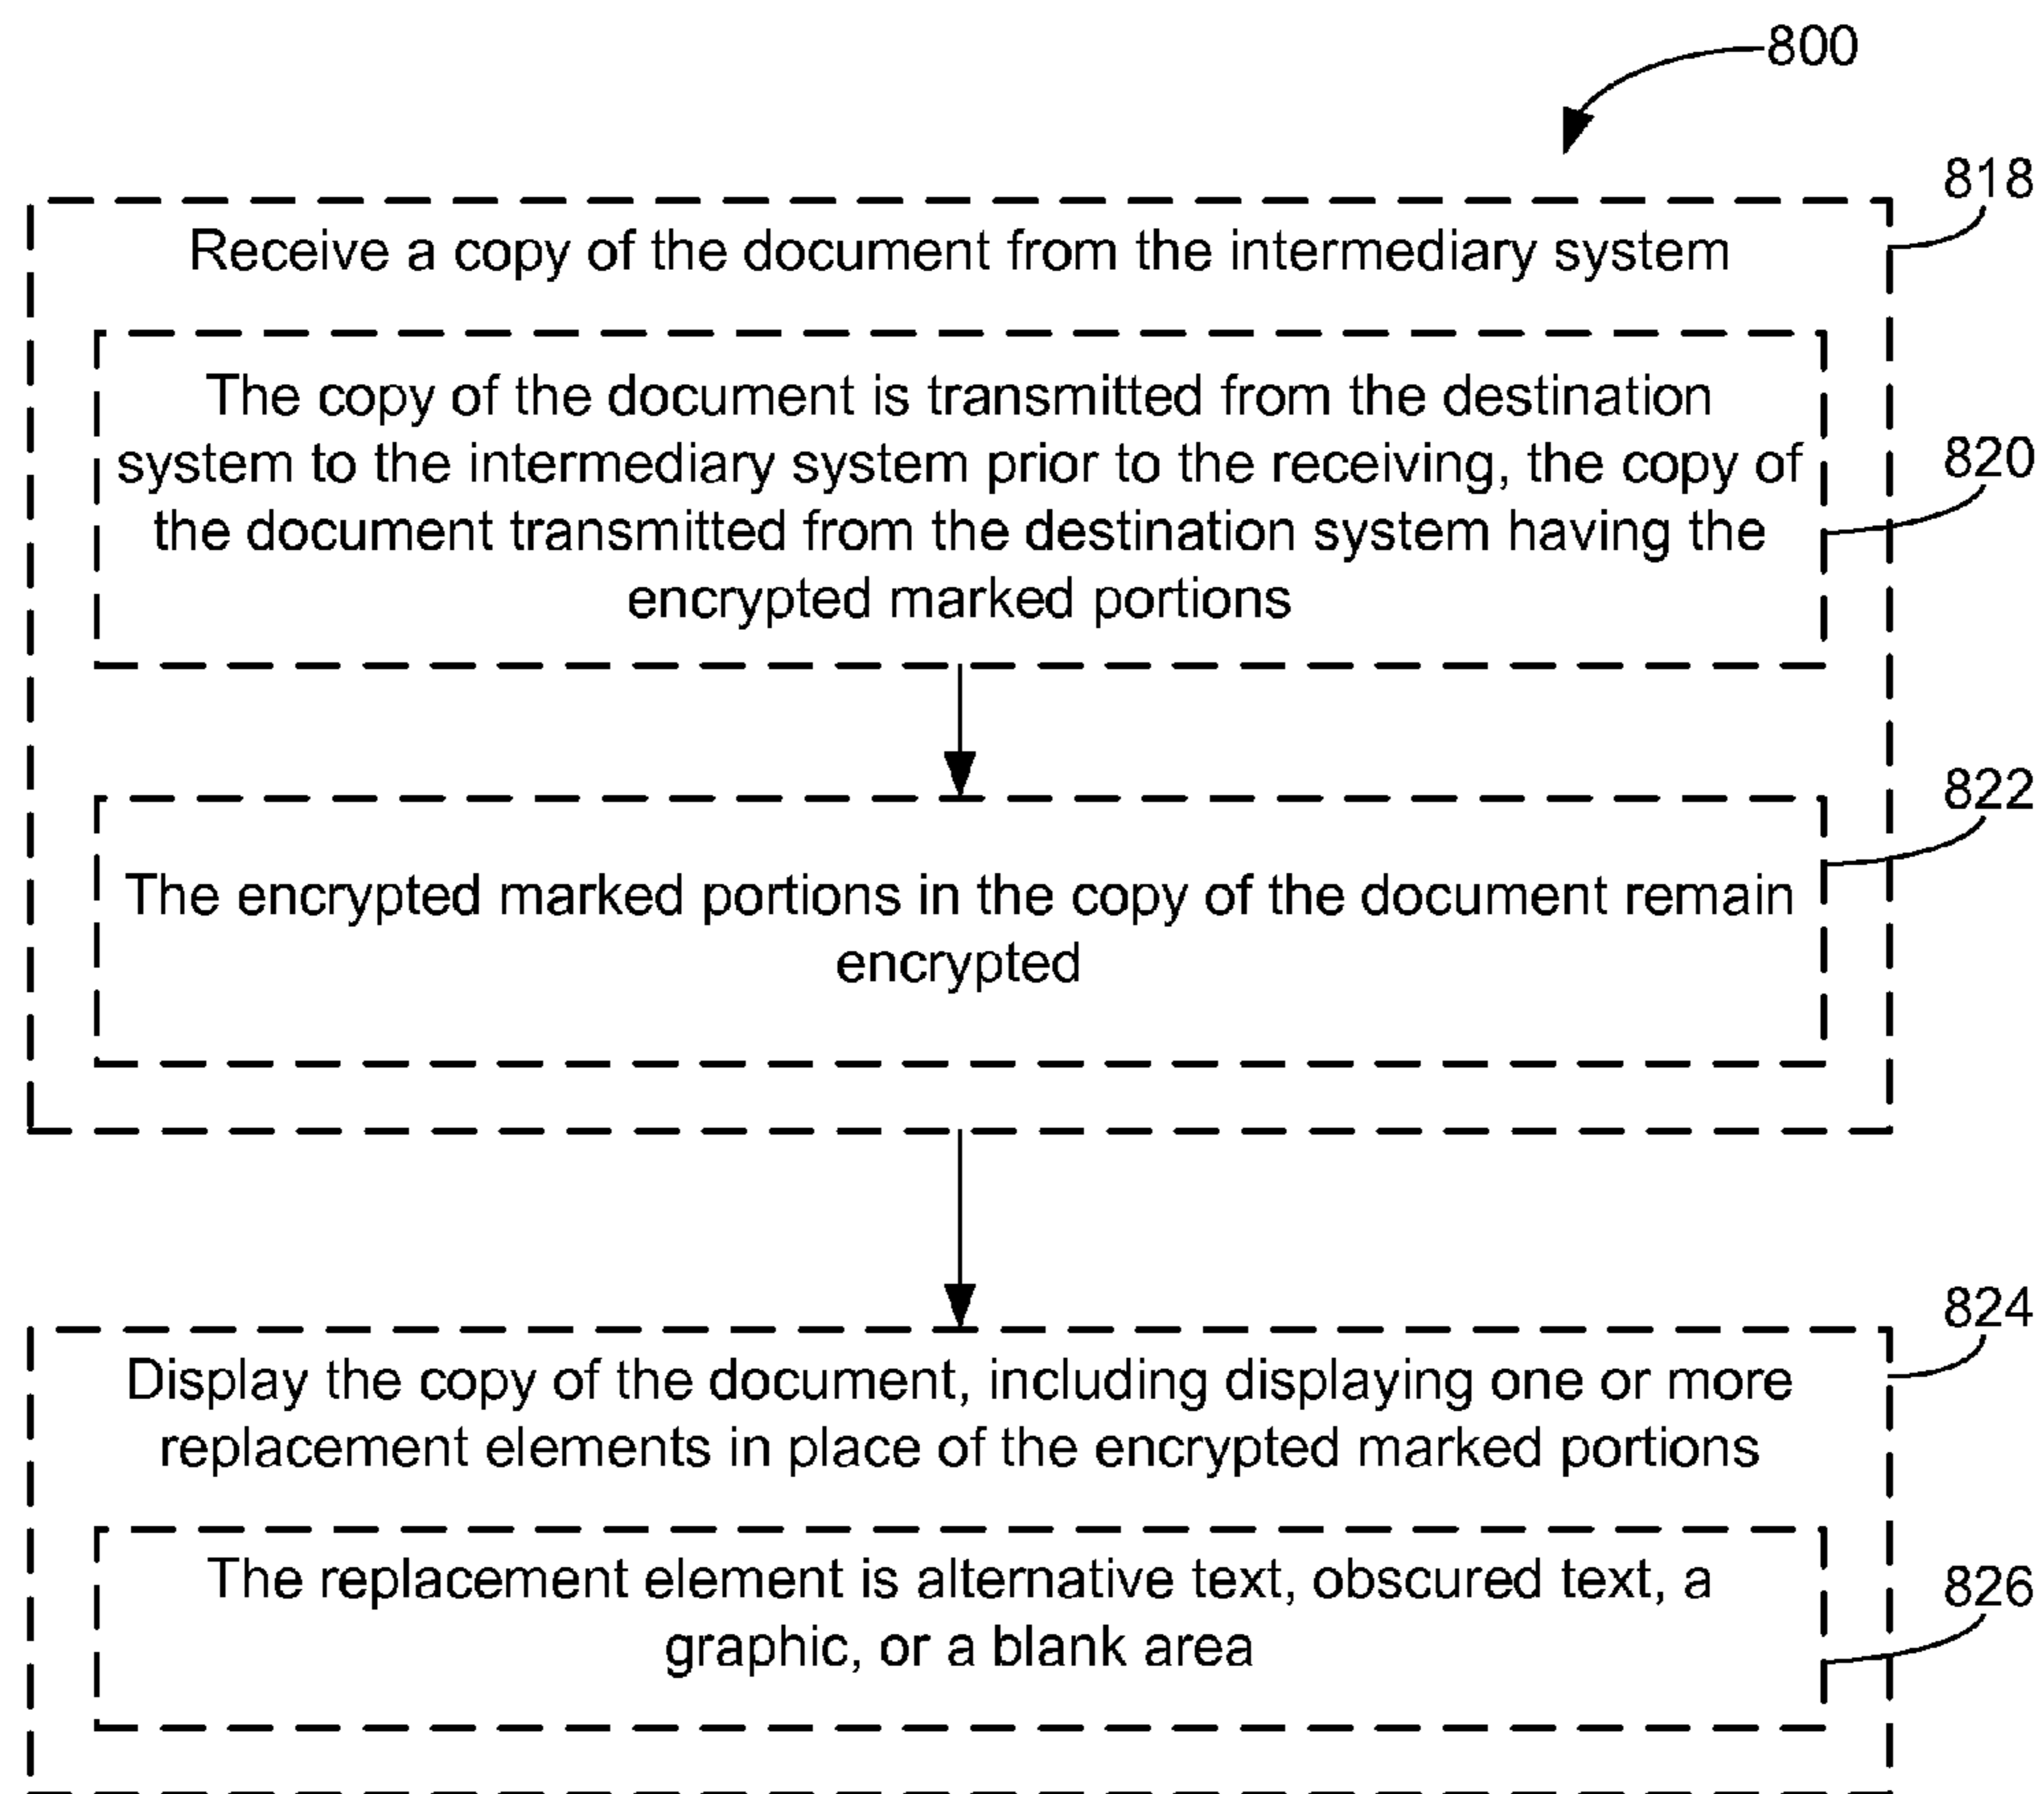 800
818
Receive a copy of the document from the intermediary system
The copy of the document is transmitted from the destination
system to the intermediary system prior to the receiving, the copy of
820
the document transmitted from the destination system having the
encrypted marked portions
822
The encrypted marked portions in the copy of the document remain
encrypted
824
Display the copy of the document, including displaying one or more
replacement elements in place of the encrypted marked portions
The replacement element is alternative text, obscured text, a
826
graphic, or a blank area